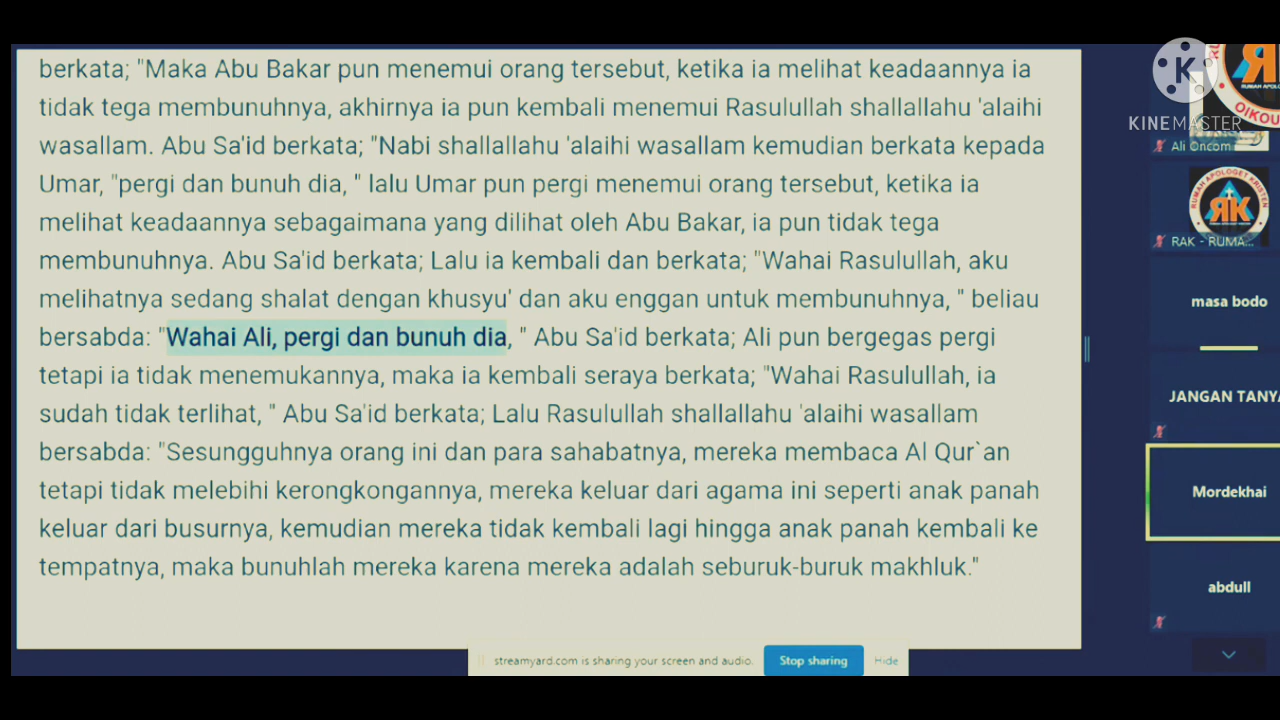 berkata; "Maka Abu Bakar pun menemui orang tersebut, ketika ia melihat keadaannya ia
tidak tega membunuhnya, akhirnya ia pun kembali menemui Rasulullah shallallahu 'alaihi
wasallam. Abu Sa'id berkata; "Nabi shallallahu 'alaihi wasallam kemudian berkata kepada
Umar, "pergi dan bunuh dia, " lalu Umar pun pergi menemui orang tersebut, ketika ia
melihat keadaannya sebagaimana yang dilihat oleh Abu Bakar, ia pun tidak tega
membunuhnya. Abu Sa'id berkata; Lalu ia kembali dan berkata; "Wahai Rasulullah, aku
melihatnya sedang shalat dengan khusyu' dan aku enggan untuk membunuhnya, " beliau
bersabda: "Wahai Ali, pergi dan bunuh dia, " Abu Sa'id berkata; Ali pun bergegas pergi
tetapi ia tidak menemukannya, maka ia kembali seraya berkata; "Wahai Rasulullah, ia
sudah tidak terlihat, " Abu Sa'id berkata; Lalu Rasulullah shallallahu 'alaihi wasallam
bersabda: "Sesungguhnya orang ini dan para sahabatnya, mereka membaca Al Qur`an
tetapi tidak melebihi kerongkongannya, mereka keluar dari agama ini seperti anak panah
keluar dari busurnya, kemudian mereka tidak kembali lagi hingga anak panah kembali ke
tempatnya, maka bunuhlah mereka karena mereka adalah seburuk-buruk makhluk."
streamyard.com is sharing your screen and audio.
Stop sharing
Hide
K
KINEMASTER
OIKOU
Ali Oncom
RUMAH APOLOGET KRISTEN
RK
RAK - RUMA...
masa bodo
JANGAN TANYA
Mordekhai
abdull